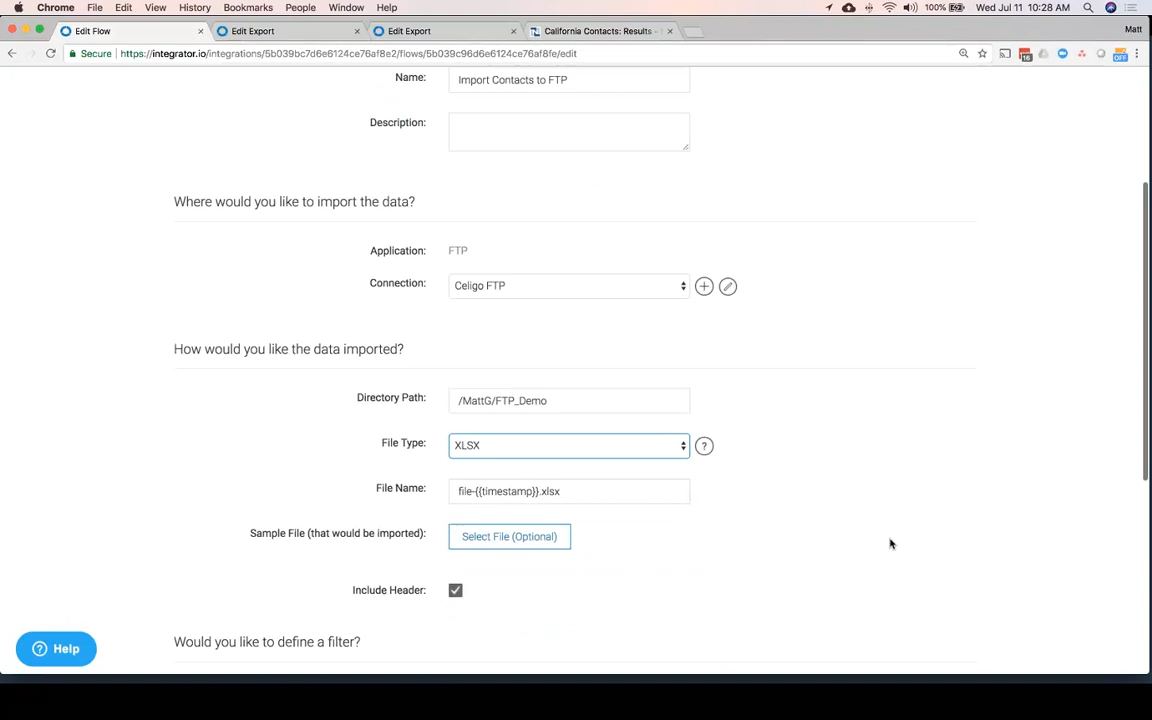 Chrome File Edit View History Bookmarks People Window Help 100% Wed Jul 11 10:28 AM
Edit Flow × Edit Export × Edit Export × California Contacts: Results - × Matt
Secure https://integrator.io/integrations/5b039bc7d6e6124ce76af8e2/flows/5b039c96d6e6124ce76af8fe/edit 16 OFF
Name: Import Contacts to FTP
Description:
Where would you like to import the data?
Application: FTP
Connection: Celigo FTP
How would you like the data imported?
Directory Path: /MattG/FTP_Demo
File Type: XLSX ?
File Name: file-{{timestamp}}.xlsx
Sample File (that would be imported): Select File (Optional)
Include Header:
Would you like to define a filter?
? Help